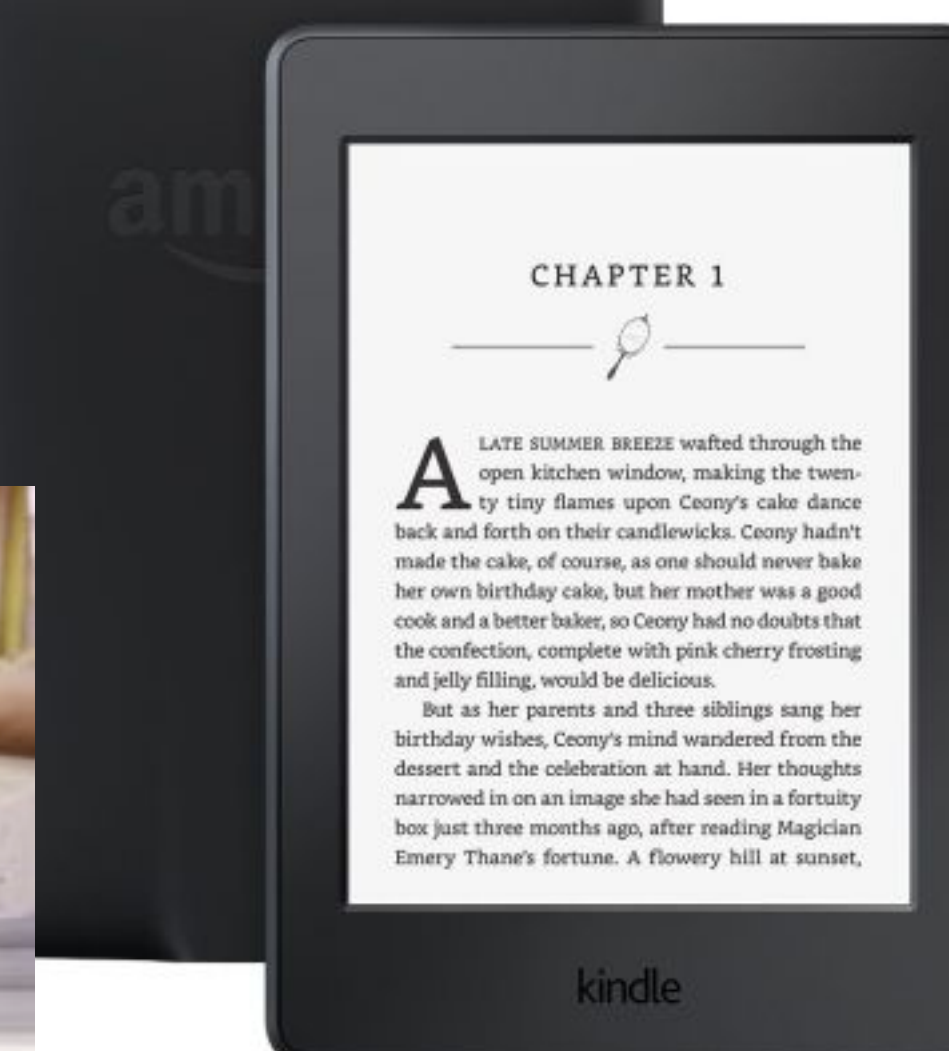 am
CHAPTER 1
A LATE SUMMER BREEZE wafted through the
open kitchen window, making the twen-
ty tiny flames upon Ceony's cake dance
back and forth on their candlewicks. Ceony hadn't
made the cake, of course, as one should never bake
her own birthday cake, but her mother was a good
cook and a better baker, so Ceony had no doubts that
the confection, complete with pink cherry frosting
and jelly filling, would be delicious.
But as her parents and three siblings sang her
birthday wishes, Ceony's mind wandered from the
dessert and the celebration at hand. Her thoughts
narrowed in on an image she had seen in a fortuity
box just three months ago, after reading Magician
Emery Thane's fortune. A flowery hill at sunset,
kindle